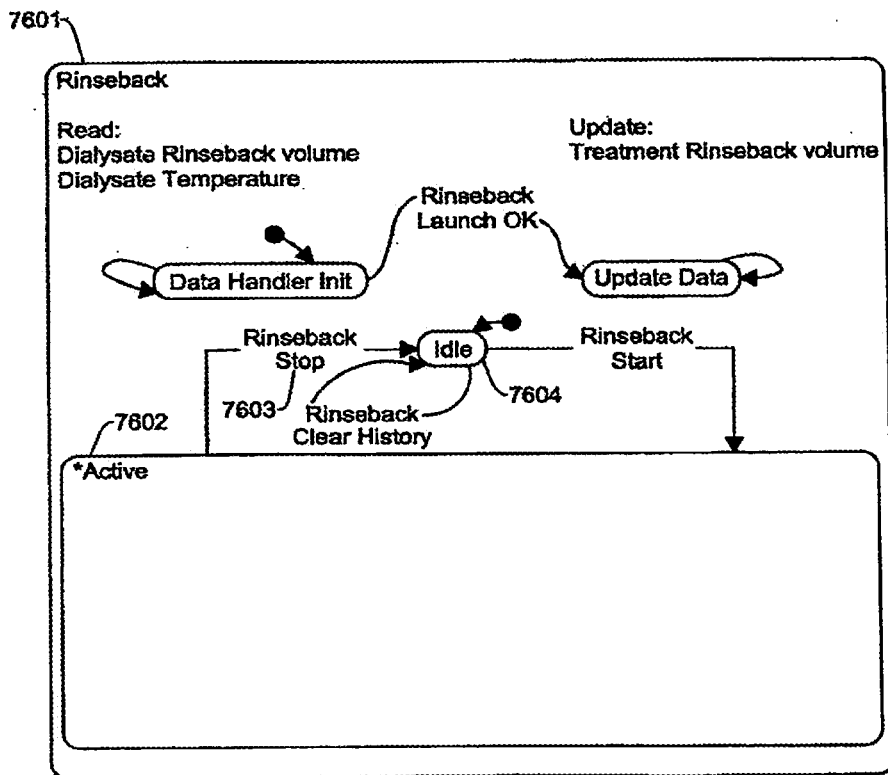 7601
Rinseback
Read:
Dialysate Rinseback volume
Dialysate Temperature
Update:
Treatment Rinseback volume
Rinseback
Launch OK
Data Handler Init
Update Data
Rinseback
Stop
Idle
Rinseback
Start
7603
7604
Rinseback
Clear History
7602
*Active